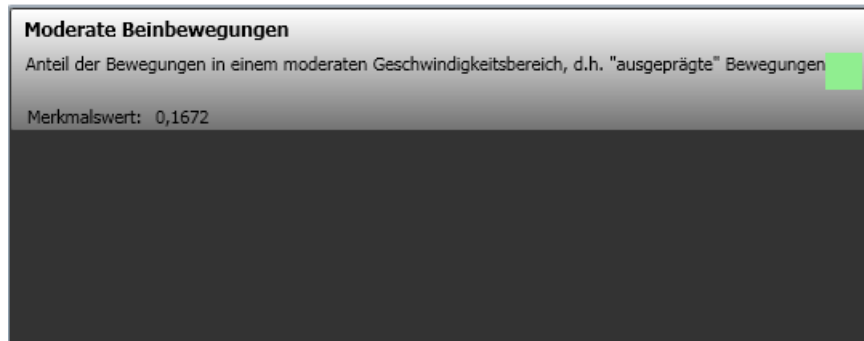 Moderate Beinbewegungen
Anteil der Bewegungen in einem moderaten Geschwindigkeitsbereich, d.h. "ausgeprägte" Bewegungen
Merkmalswert: 0,1672